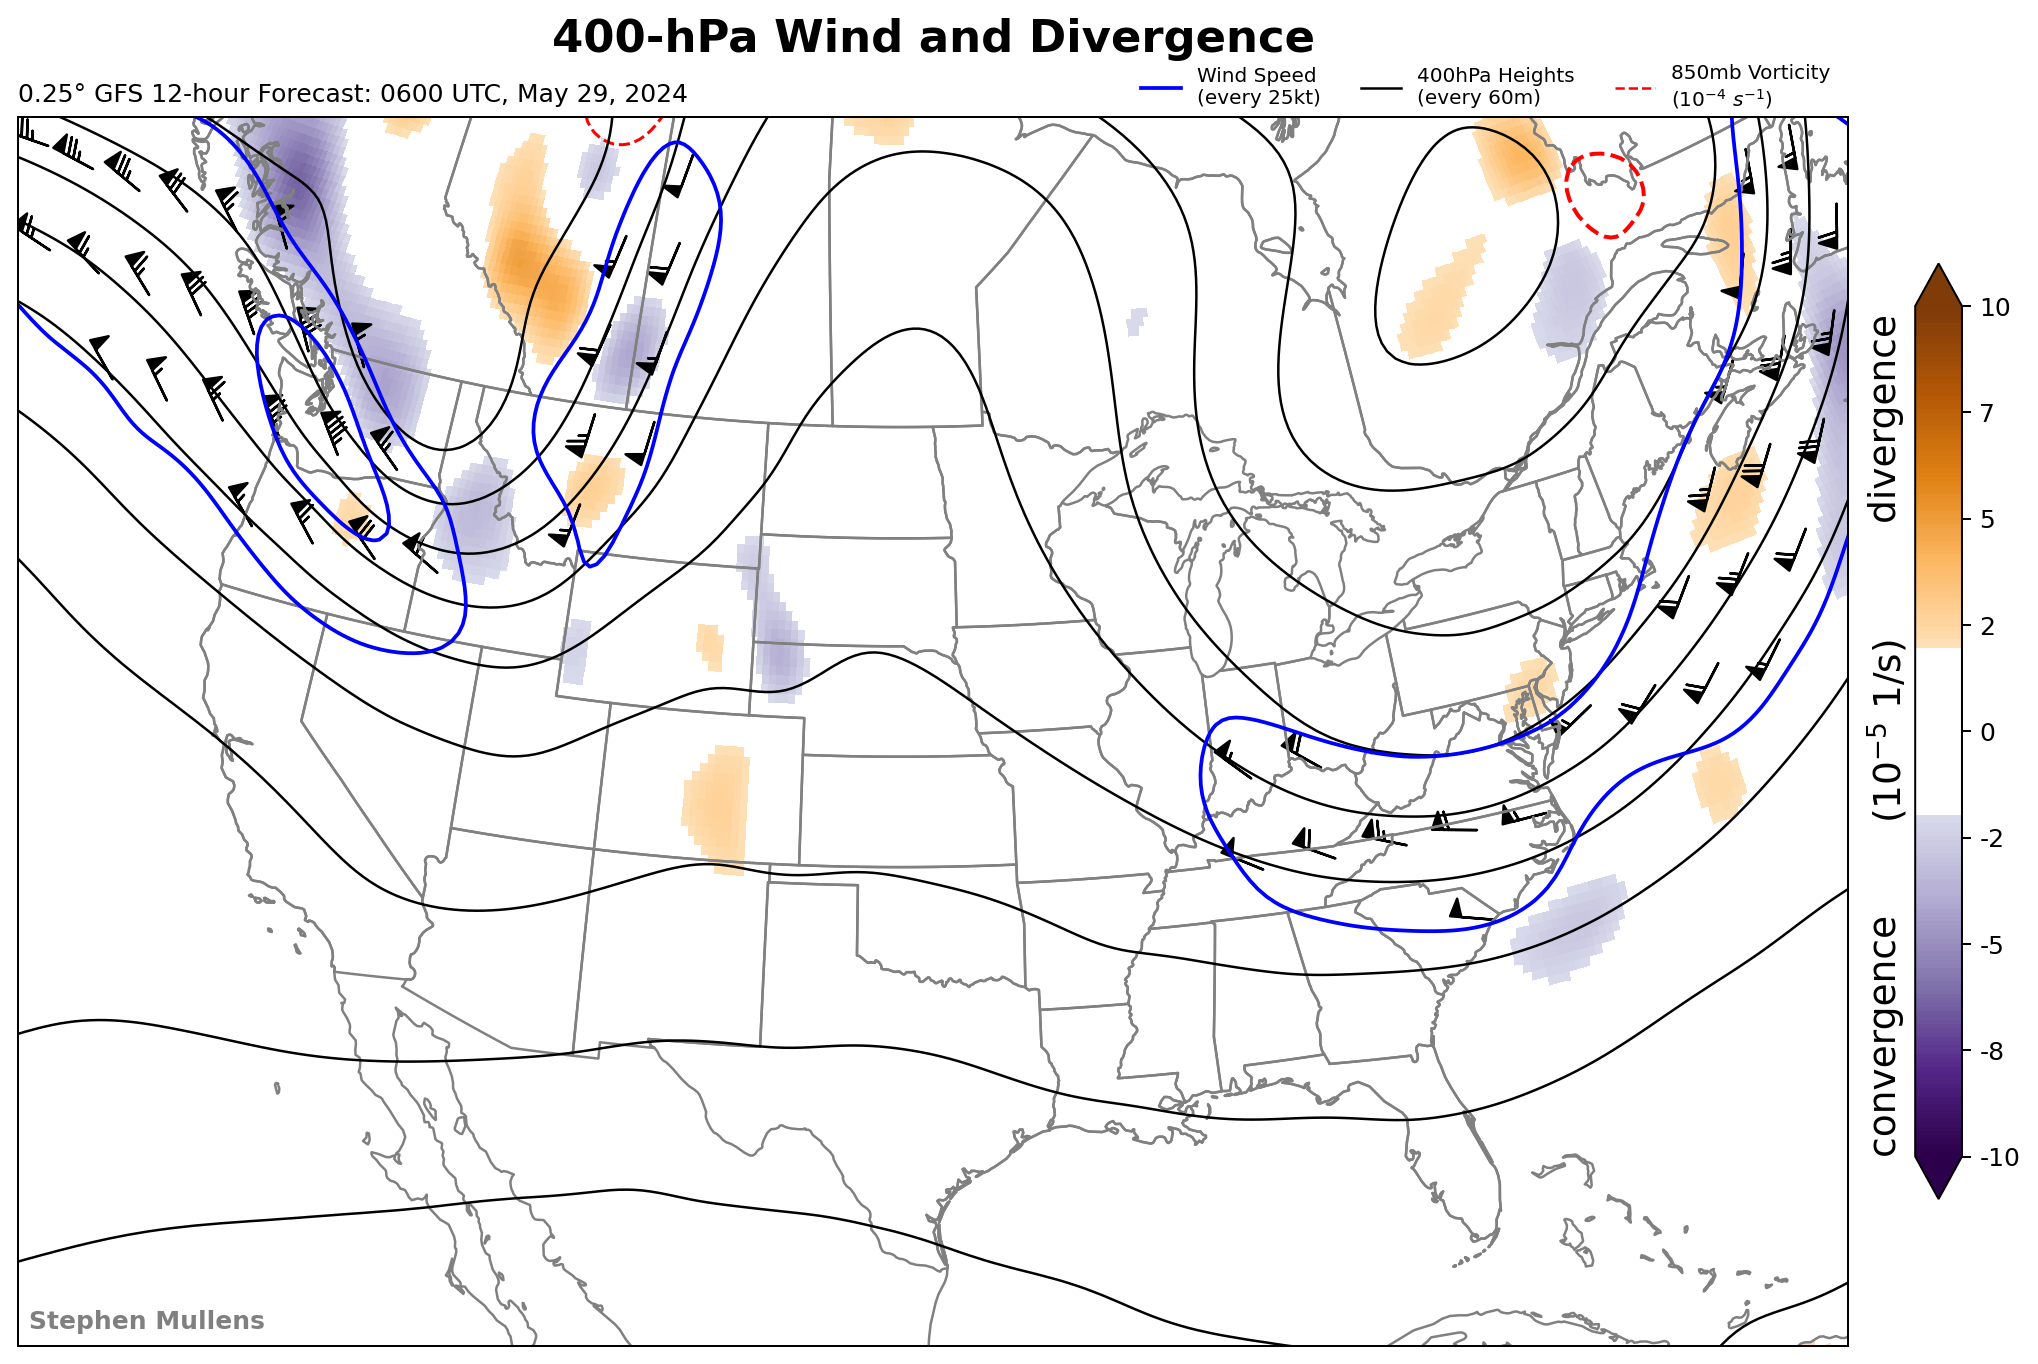 400-hPa Wind and Divergence
0.25° GFS 12-hour Forecast: 0600 UTC, May 29, 2024
Wind Speed
(every 25kt)
400hPa Heights
(every 60m)
850mb Vorticity
(10⁻⁴ s⁻¹)
10
7
5
2
0
-2
-5
-8
-10
convergence (10⁻⁵ 1/s) divergence
Stephen Mullens